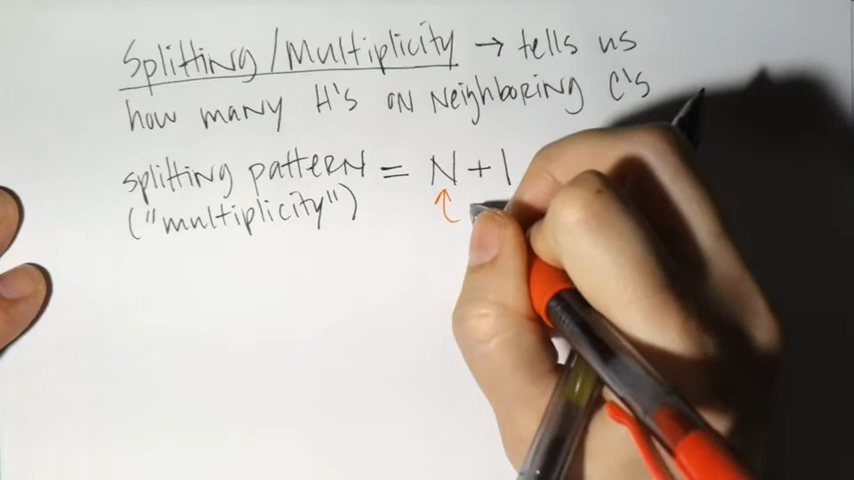 Splitting/Multiplicity → tells us
how many H's on neighboring C's
splitting pattern = N+1
("multiplicity")